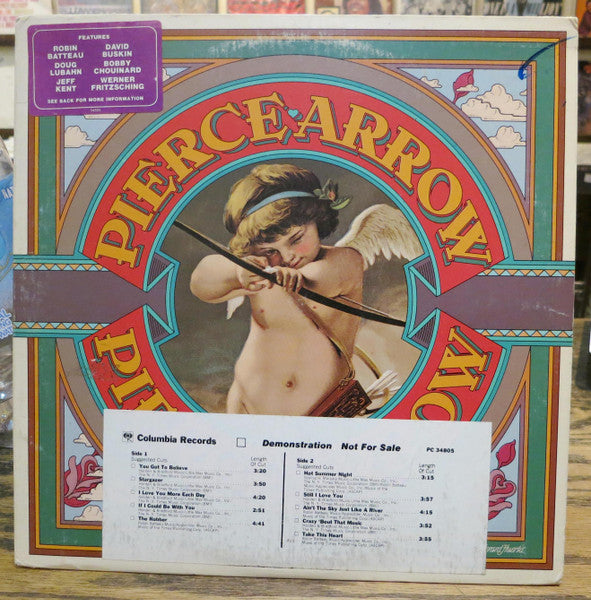 FEATURES
ROBIN BATTEAU
DAVID BUSKIN
DOUG LUBAHN
BOBBY CHOUINARD
JEFF KENT
WERNER FRITZSCHING
SEE BACK FOR MORE INFORMATION
PIERCE·ARROW
PI
OW
Columbia Records
Demonstration Not For Sale
PC 34805
Side 1
Suggested Cuts
Length
Of Cut
You Got To Believe
3:20
Stargazer
3:50
I Love You More Each Day
4:20
If I Could Be With You
2:51
The Robber
4:41
Side 2
Suggested Cuts
Length
Of Cut
Hot Summer Night
3:15
Still I Love You
3:57
Ain't The Sky Just Like A River
4:15
Crazy 'Bout That Music
3:52
Take This Heart
3:55